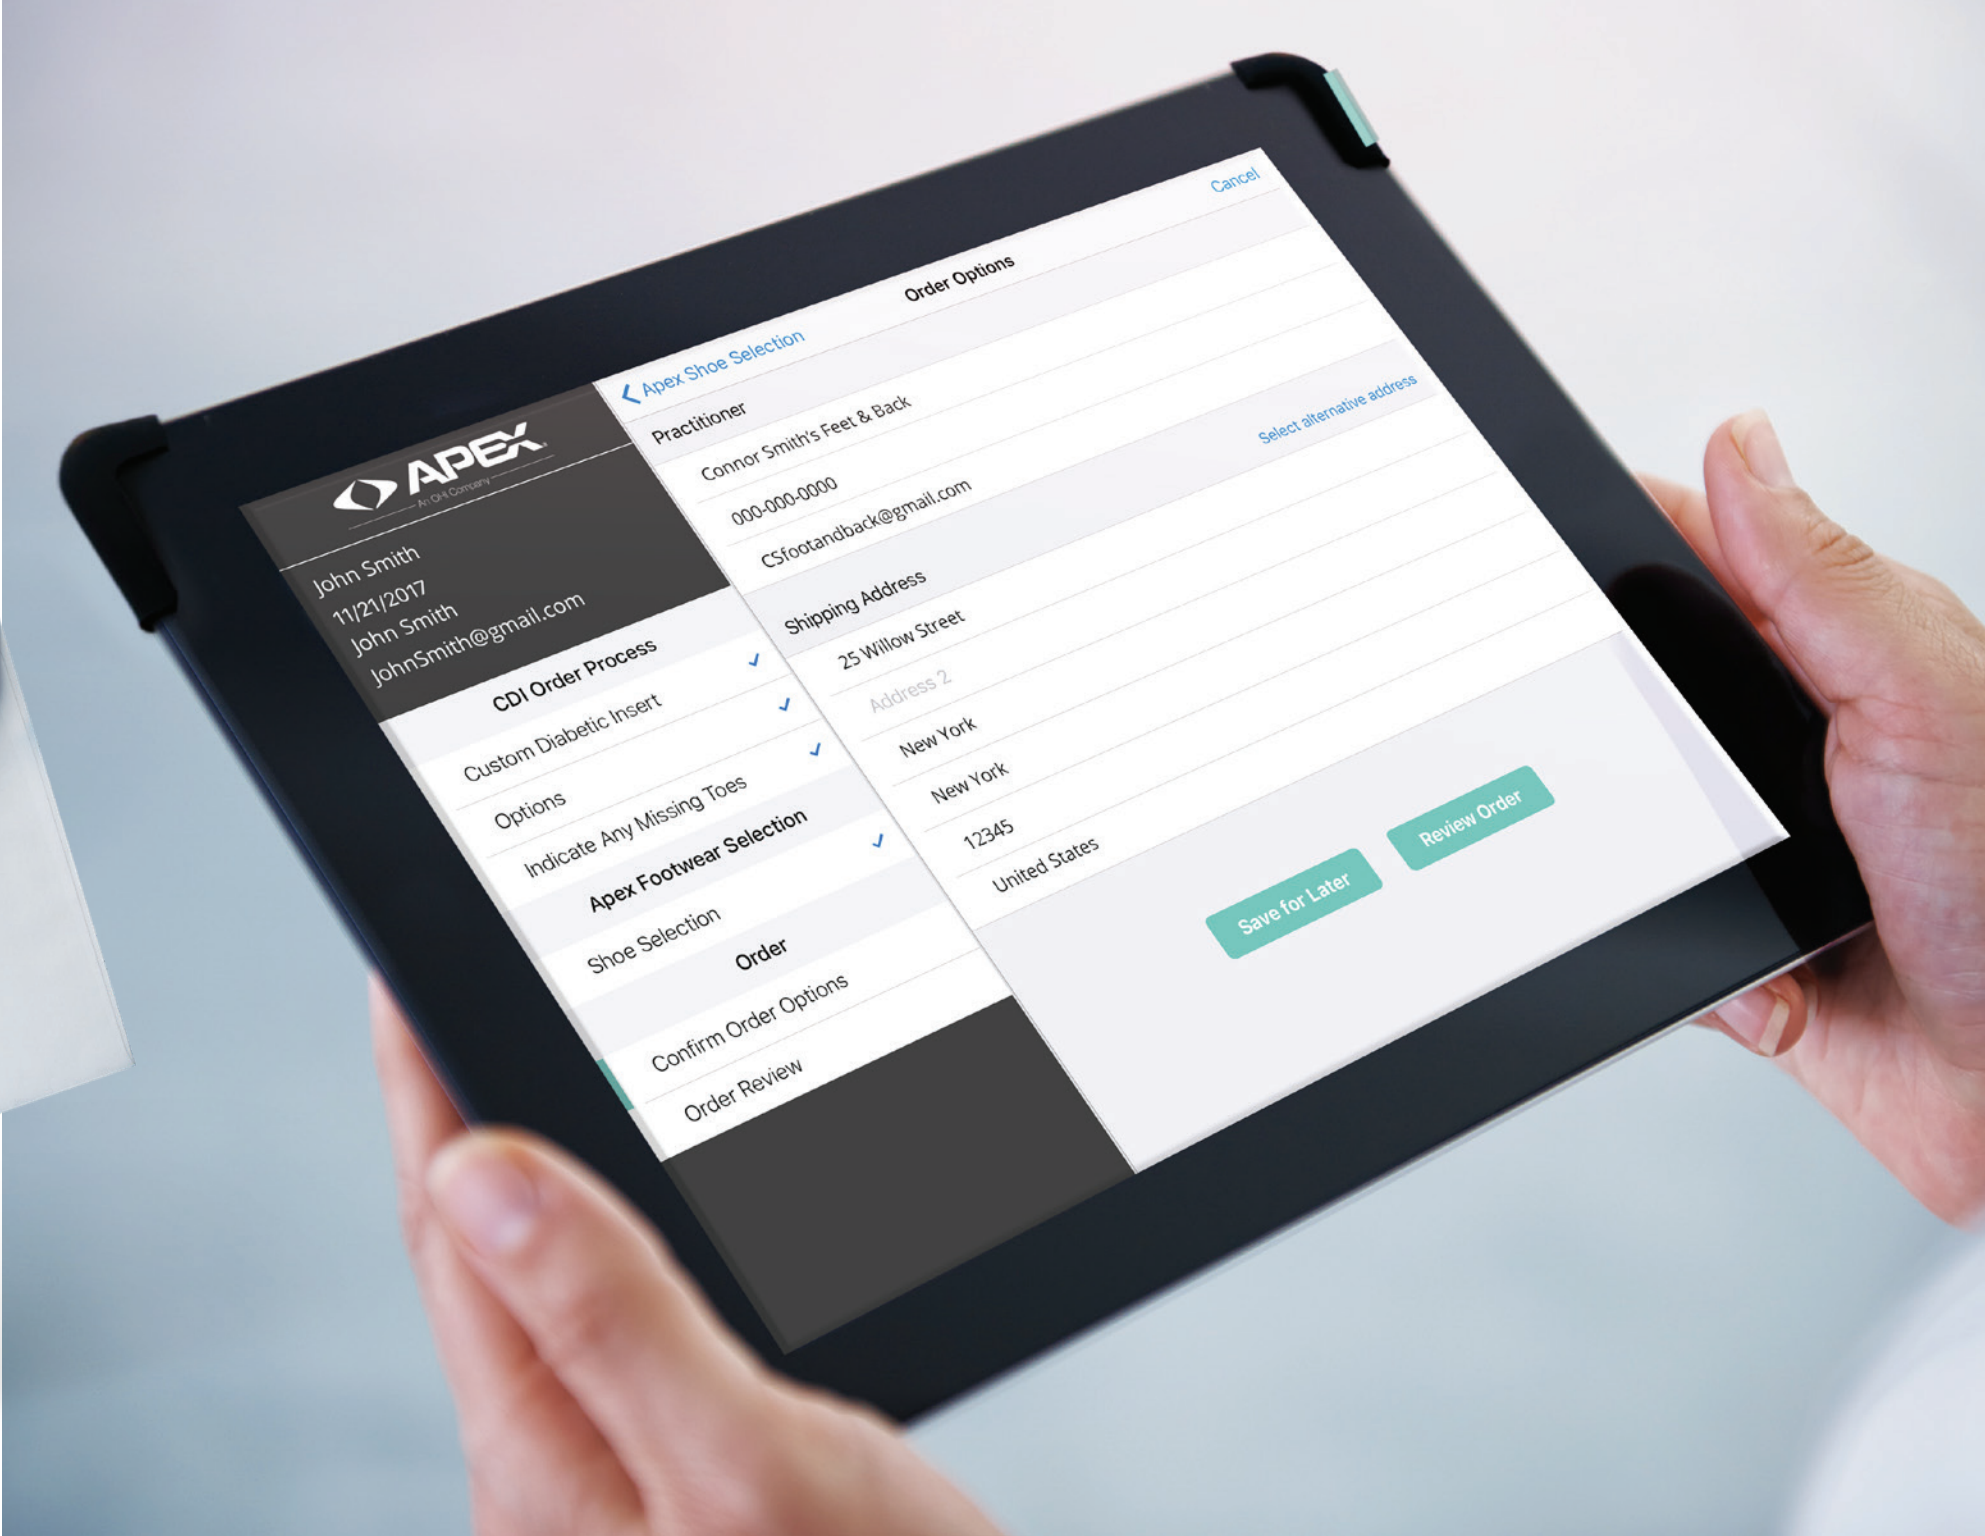 APEX
An OHI Company
John Smith
11/21/2017
John Smith
JohnSmith@gmail.com
CDI Order Process
Custom Diabetic Insert
Options
Indicate Any Missing Toes
Apex Footwear Selection
Shoe Selection
Order
Confirm Order Options
Order Review
Apex Shoe Selection
Order Options
Cancel
Practitioner
Connor Smith's Feet & Back
000-000-0000
CSfootandback@gmail.com
Shipping Address
Select alternative address
25 Willow Street
Address 2
New York
New York
12345
United States
Save for Later
Review Order